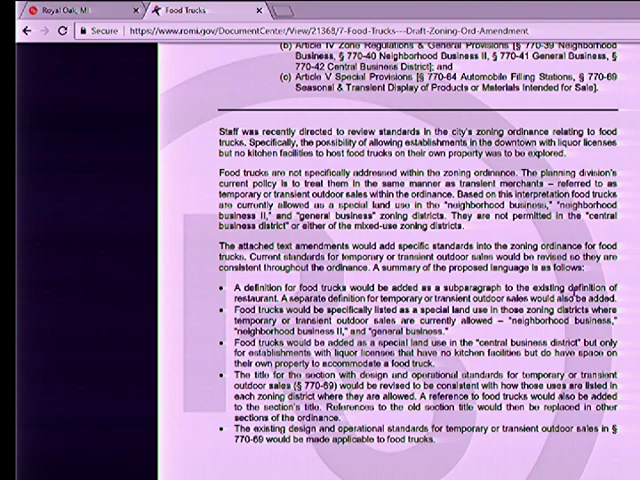 Royal Oak, MI
Food Trucks
Secure
https://www.romi.gov/DocumentCenter/View/21368/7-Food-Trucks---Draft-Zoning-Ord-Amendment
(b) Article IV Zone Regulations & General Provisions [§ 770-39 Neighborhood
Business, § 770-40 Neighborhood Business II, § 770-41 General Business, §
770-42 Central Business District]; and
(c) Article V Special Provisions [§ 770-64 Automobile Filling Stations, § 770-69
Seasonal & Transient Display of Products or Materials Intended for Sale].
Staff was recently directed to review standards in the city's zoning ordinance relating to food
trucks. Specifically, the possibility of allowing establishments in the downtown with liquor licenses
but no kitchen facilities to host food trucks on their own property was to be explored.
Food trucks are not specifically addressed within the zoning ordinance. The planning division's
current policy is to treat them in the same manner as transient merchants – referred to as
temporary or transient outdoor sales within the ordinance. Based on this interpretation food trucks
are currently allowed as a special land use in the "neighborhood business," "neighborhood
business II," and "general business" zoning districts. They are not permitted in the "central
business district" or either of the mixed-use zoning districts.
The attached text amendments would add specific standards into the zoning ordinance for food
trucks. Current standards for temporary or transient outdoor sales would be revised so they are
consistent throughout the ordinance. A summary of the proposed language is as follows:
• A definition for food trucks would be added as a subparagraph to the existing definition of
restaurant. A separate definition for temporary or transient outdoor sales would also be added.
• Food trucks would be specifically listed as a special land use in those zoning districts where
temporary or transient outdoor sales are currently allowed – "neighborhood business,"
"neighborhood business II," and "general business."
• Food trucks would be added as a special land use in the "central business district" but only
for establishments with liquor licenses that have no kitchen facilities but do have space on
their own property to accommodate a food truck.
• The title for the section with design and operational standards for temporary or transient
outdoor sales (§ 770-69) would be revised to be consistent with how those uses are listed in
each zoning district where they are allowed. A reference to food trucks would also be added
to the section's title. References to the old section title would then be replaced in other
sections of the ordinance.
• The existing design and operational standards for temporary or transient outdoor sales in §
770-69 would be made applicable to food trucks.